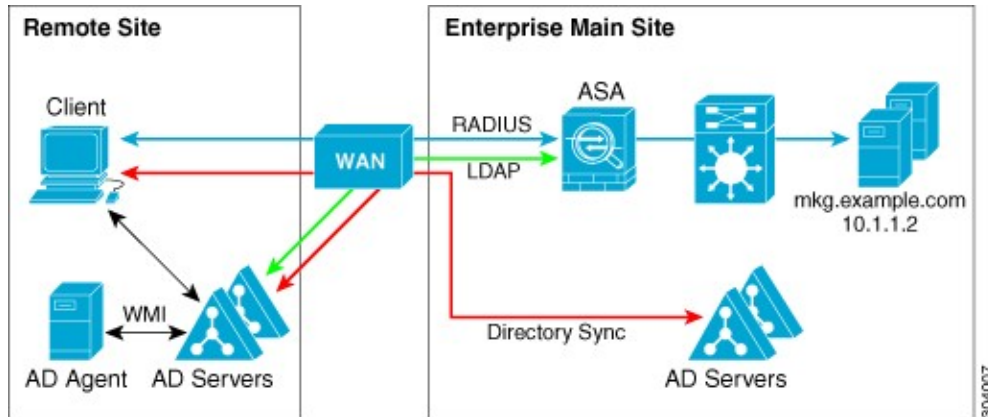 Remote Site
Enterprise Main Site
Client
ASA
RADIUS
WAN
LDAP
mkg.example.com
10.1.1.2
WMI
Directory Sync
AD Agent
AD Servers
AD Servers
304007